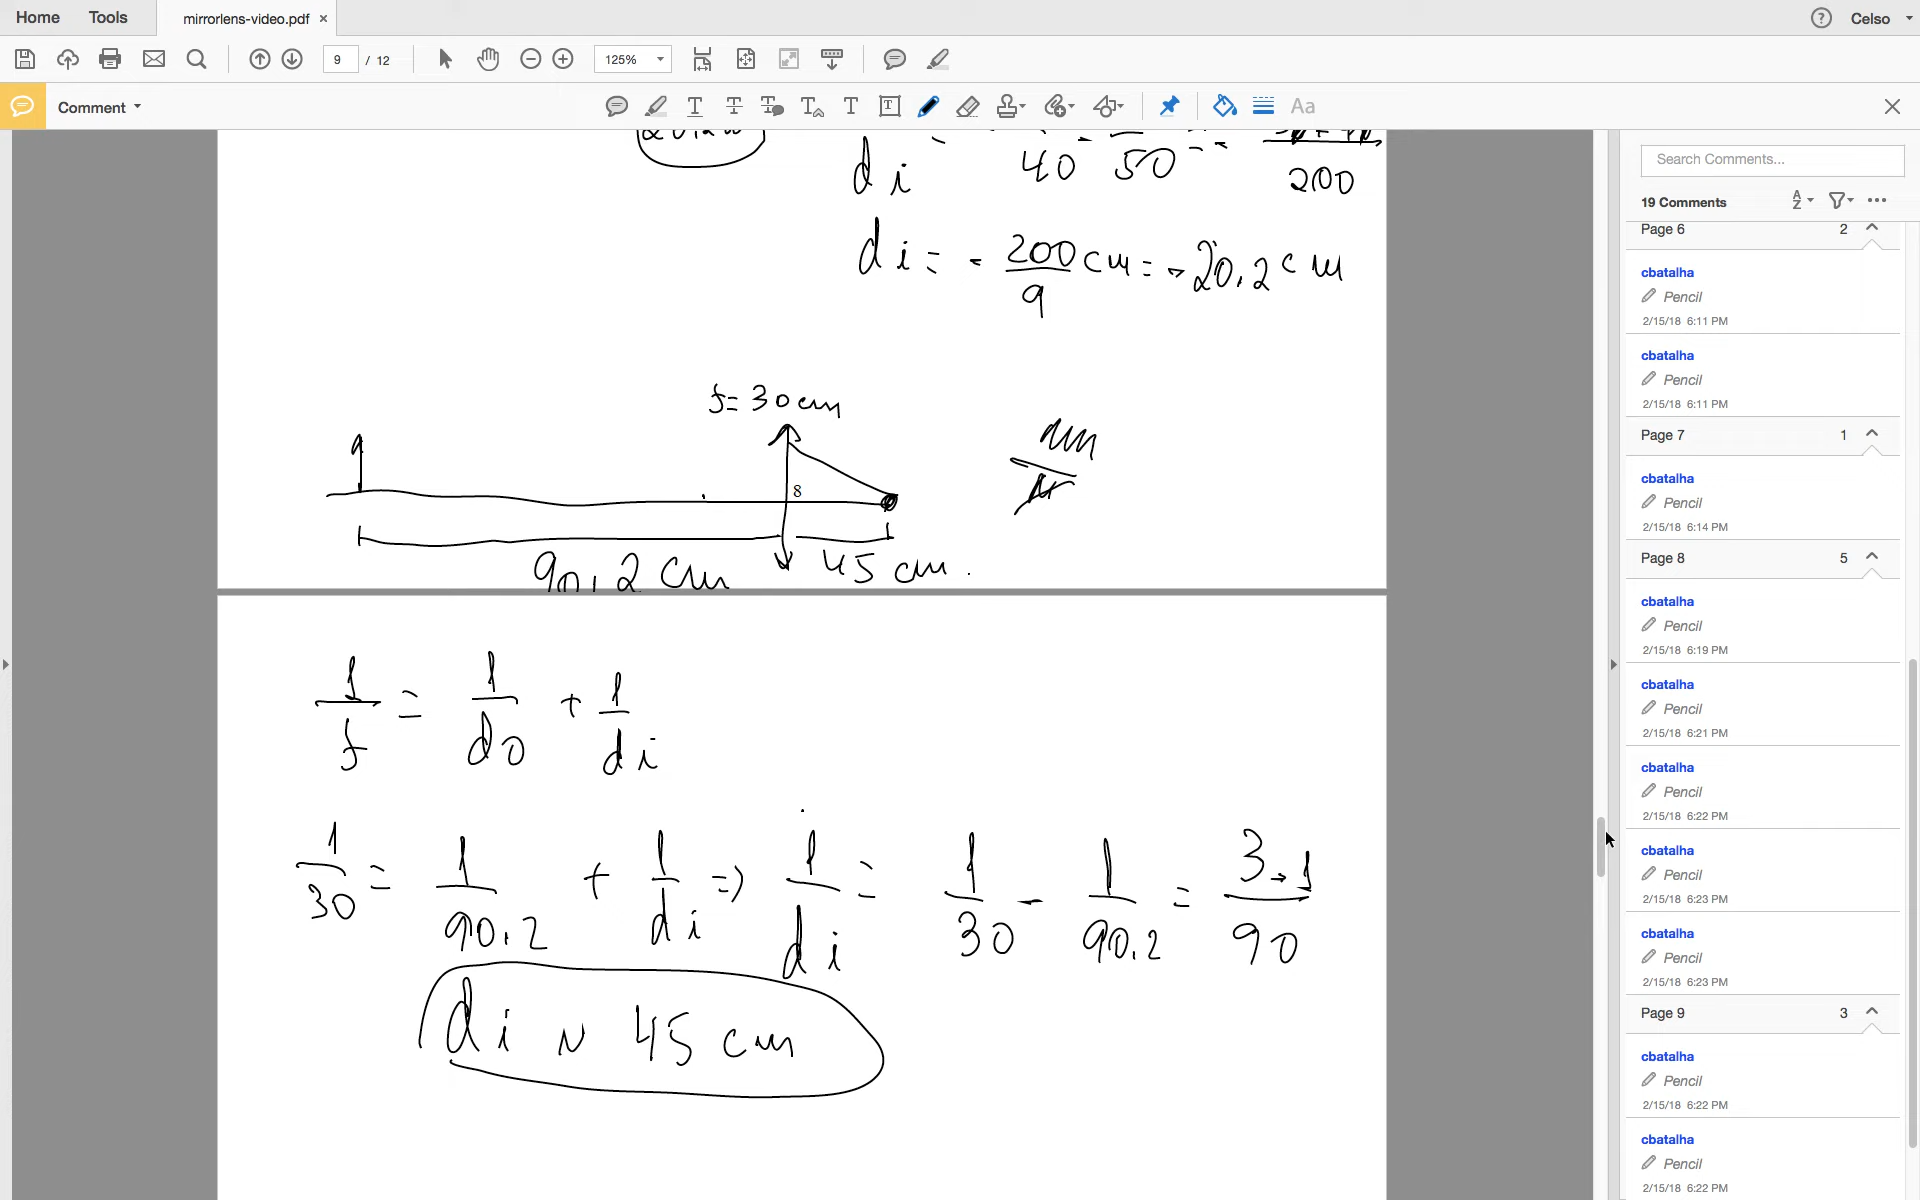 Home Tools mirrorlens-video.pdf × Celso
9 / 12 125%
Comment Aa
di = 40 - 50 = - 200
di = - 200/9 cm = - 20.2 cm
f = 30 cm
8
90.2 cm 45 cm.
1/f = 1/do + 1/di
1/30 = 1/90.2 + 1/di => 1/di = 1/30 - 1/90.2 = 3-1/90
di ~ 45 cm
Search Comments...
19 Comments
Page 6 2
cbatalha
Pencil
2/15/18 6:11 PM
cbatalha
Pencil
2/15/18 6:11 PM
Page 7 1
cbatalha
Pencil
2/15/18 6:14 PM
Page 8 5
cbatalha
Pencil
2/15/18 6:19 PM
cbatalha
Pencil
2/15/18 6:21 PM
cbatalha
Pencil
2/15/18 6:22 PM
cbatalha
Pencil
2/15/18 6:23 PM
cbatalha
Pencil
2/15/18 6:23 PM
Page 9 3
cbatalha
Pencil
2/15/18 6:22 PM
cbatalha
Pencil
2/15/18 6:22 PM